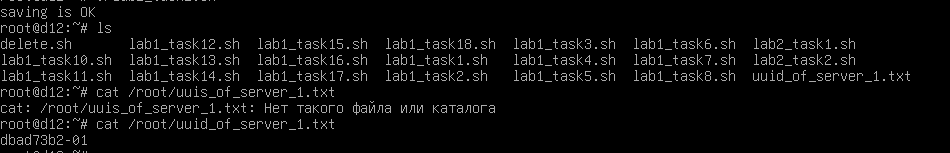 saving is OK
root@d12:~# ls
delete.sh lab1_task12.sh lab1_task15.sh lab1_task18.sh lab1_task3.sh lab1_task6.sh lab2_task1.sh
lab1_task10.sh lab1_task13.sh lab1_task16.sh lab1_task1.sh lab1_task4.sh lab1_task7.sh lab2_task2.sh
lab1_task11.sh lab1_task14.sh lab1_task17.sh lab1_task2.sh lab1_task5.sh lab1_task8.sh uuid_of_server_1.txt
root@d12:~# cat /root/uuis_of_server_1.txt
cat: /root/uuis_of_server_1.txt: Нет такого файла или каталога
root@d12:~# cat /root/uuid_of_server_1.txt
dbad73b2-01